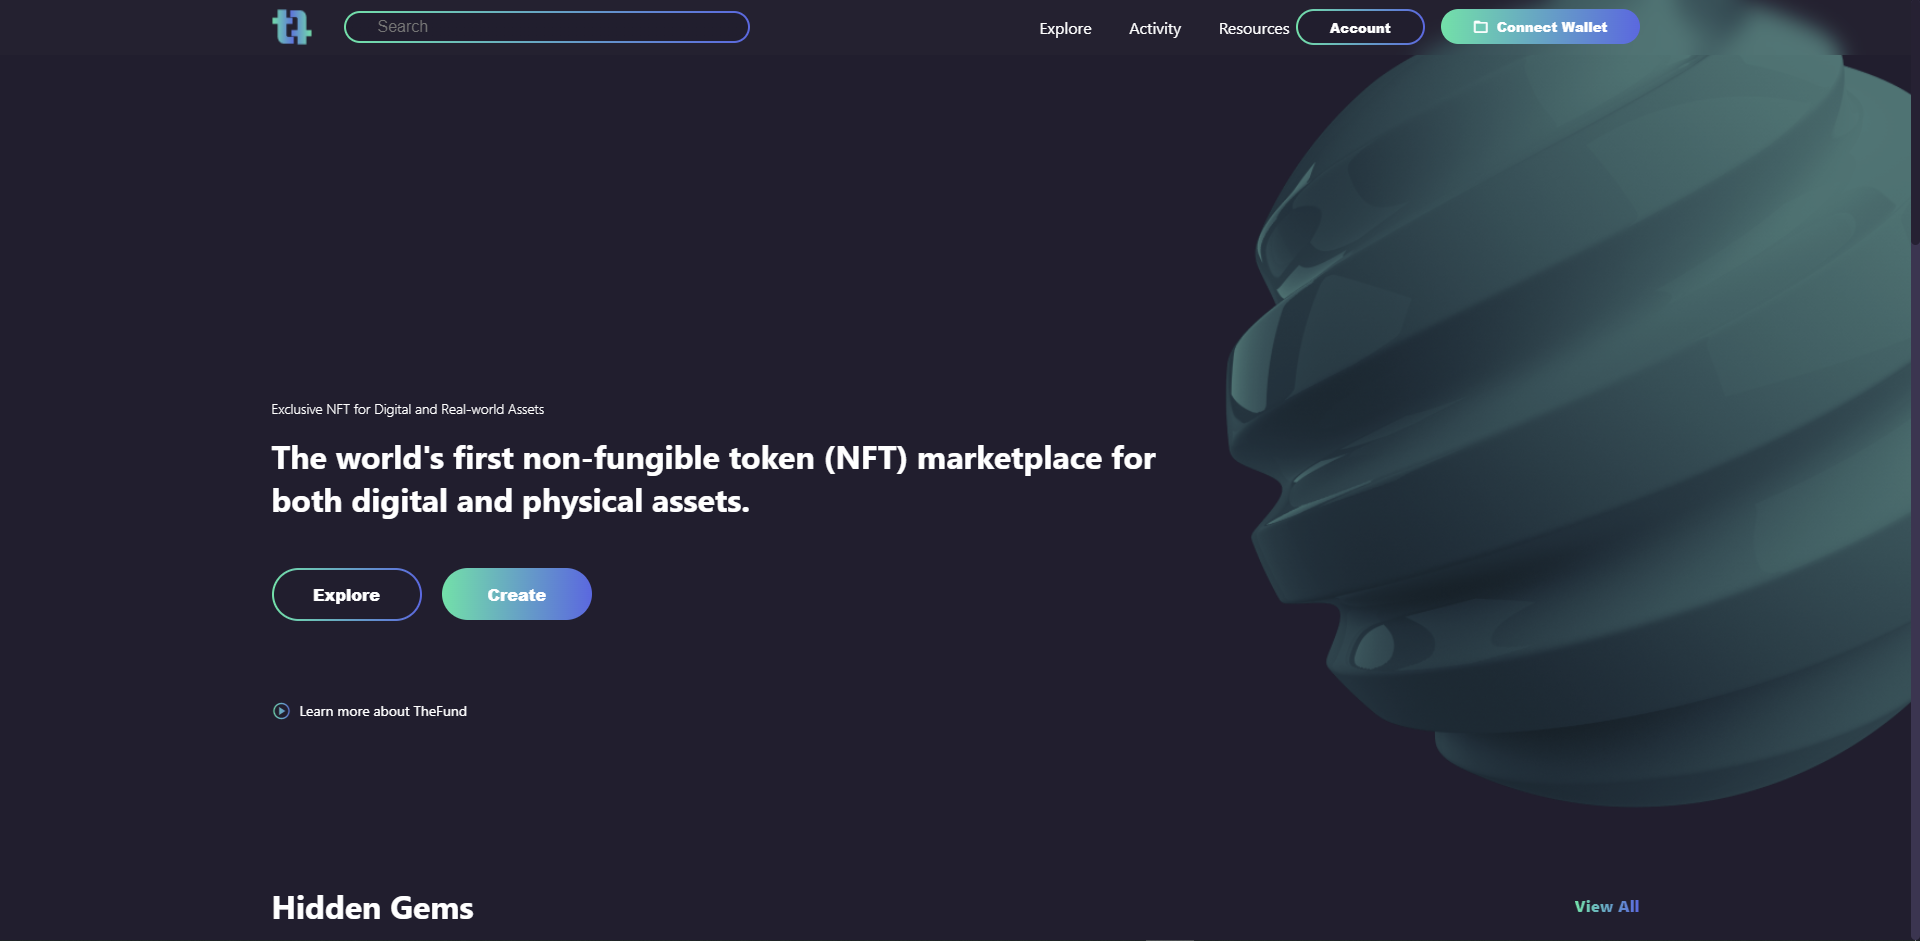 Search
Explore
Activity
Resources
Account
Connect Wallet
Exclusive NFT for Digital and Real-world Assets
The world's first non-fungible token (NFT) marketplace for
both digital and physical assets.
Explore
Create
Learn more about TheFund
Hidden Gems
View All